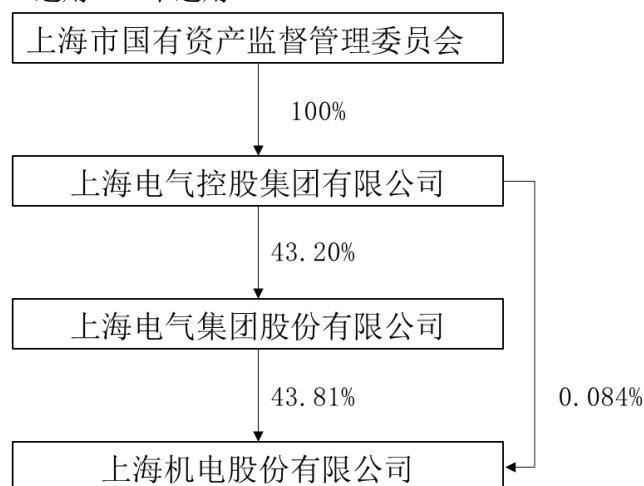 上海市国有资产监督管理委员会
100%
上海电气控股集团有限公司
43.20%
上海电气集团股份有限公司
43.81%
0.084%
上海机电股份有限公司